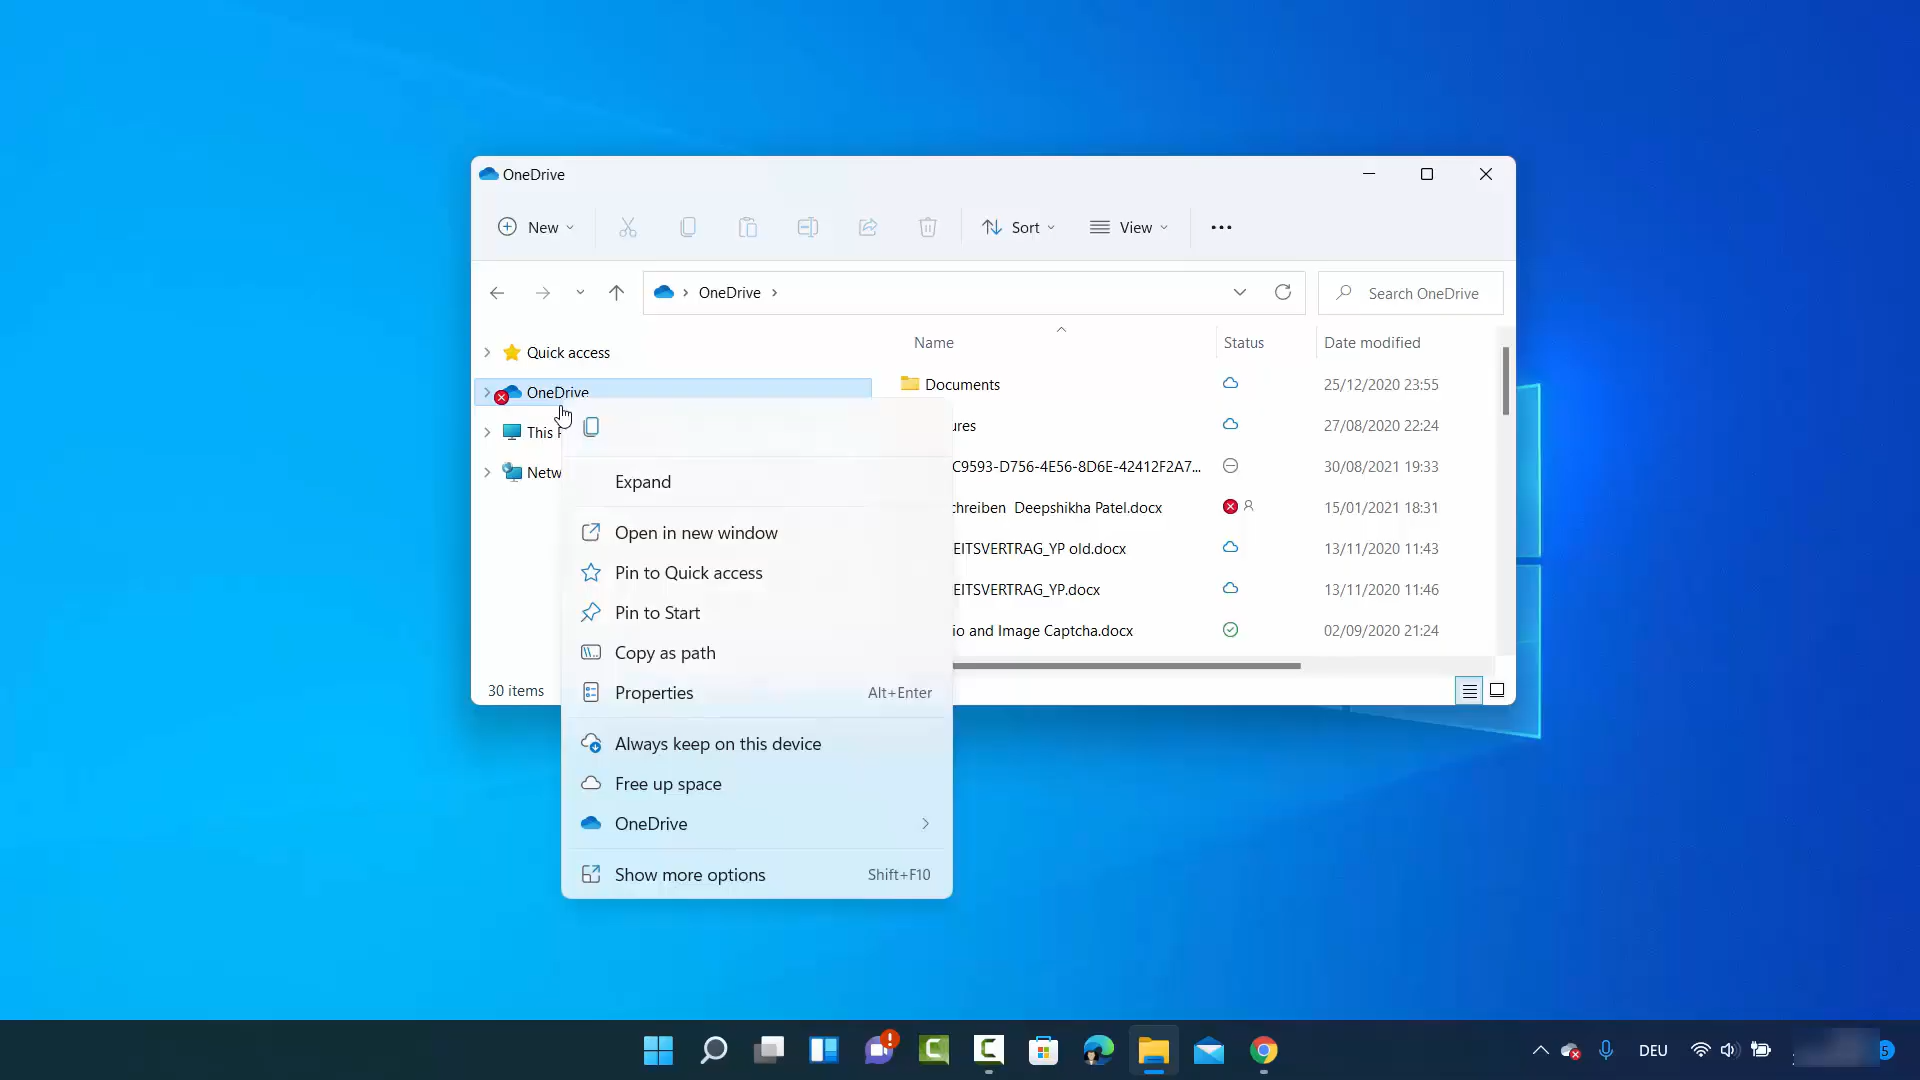 OneDrive
New
Sort
View
OneDrive
Search OneDrive
Name
Status
Date modified
Quick access
OneDrive
This
Netw
Documents
25/12/2020 23:55
ures
27/08/2020 22:24
C9593-D756-4E56-8D6E-42412F2A7...
30/08/2021 19:33
chreiben  Deepshikha Patel.docx
15/01/2021 18:31
EITSVERTRAG_YP old.docx
13/11/2020 11:43
EITSVERTRAG_YP.docx
13/11/2020 11:46
io and Image Captcha.docx
02/09/2020 21:24
30 items
Expand
Open in new window
Pin to Quick access
Pin to Start
Copy as path
Properties
Alt+Enter
Always keep on this device
Free up space
OneDrive
Show more options
Shift+F10
DEU
5